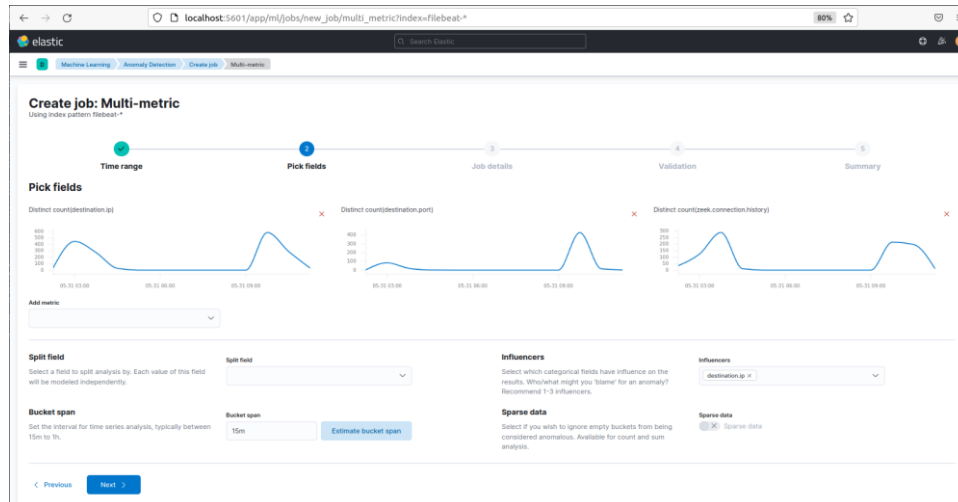 localhost:5601/app/ml/jobs/new_job/multi_metric?index=filebeat-*
80%
elastic
Search Elastic
D
Machine Learning
Anomaly Detection
Create job
Multi-metric
Create job: Multi-metric
Using index pattern filebeat-*
2
3
4
5
Time range
Pick fields
Job details
Validation
Summary
Pick fields
Distinct count(destination.ip)
Distinct count(destination.port)
Distinct count(zeek.connection.history)
600
500
400
300
200
100
0
05-31 03:00
05-31 06:00
05-31 09:00
400
300
200
100
0
05-31 03:00
05-31 06:00
05-31 09:00
300
250
200
150
100
50
0
05-31 03:00
05-31 06:00
05-31 09:00
Add metric
Split field
Select a field to split analysis by. Each value of this field
will be modeled independently.
Split field
Influencers
Select which categorical fields have influence on the
results. Who/what might you 'blame' for an anomaly?
Recommend 1-3 influencers.
Influencers
destination.ip ×
Bucket span
Set the interval for time series analysis, typically between
15m to 1h.
Bucket span
15m
Estimate bucket span
Sparse data
Select if you wish to ignore empty buckets from being
considered anomalous. Available for count and sum
analysis.
Sparse data
Sparse data
< Previous
Next >